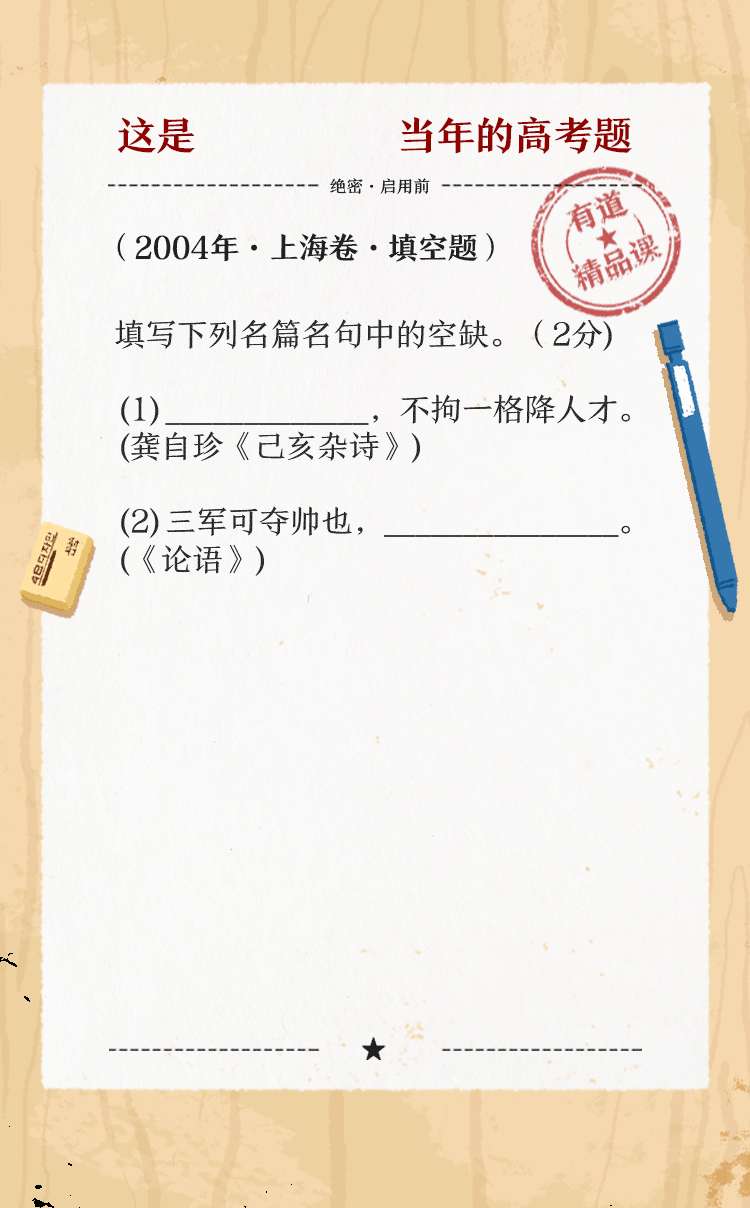 这是 当年的高考题
绝密·启用前
有道
精品课
（2004年·上海卷·填空题）
填写下列名篇名句中的空缺。（2分)
(1)_____________，不拘一格降人才。
(龚自珍《己亥杂诗》)
(2)三军可夺帅也，_______________。
(《论语》)